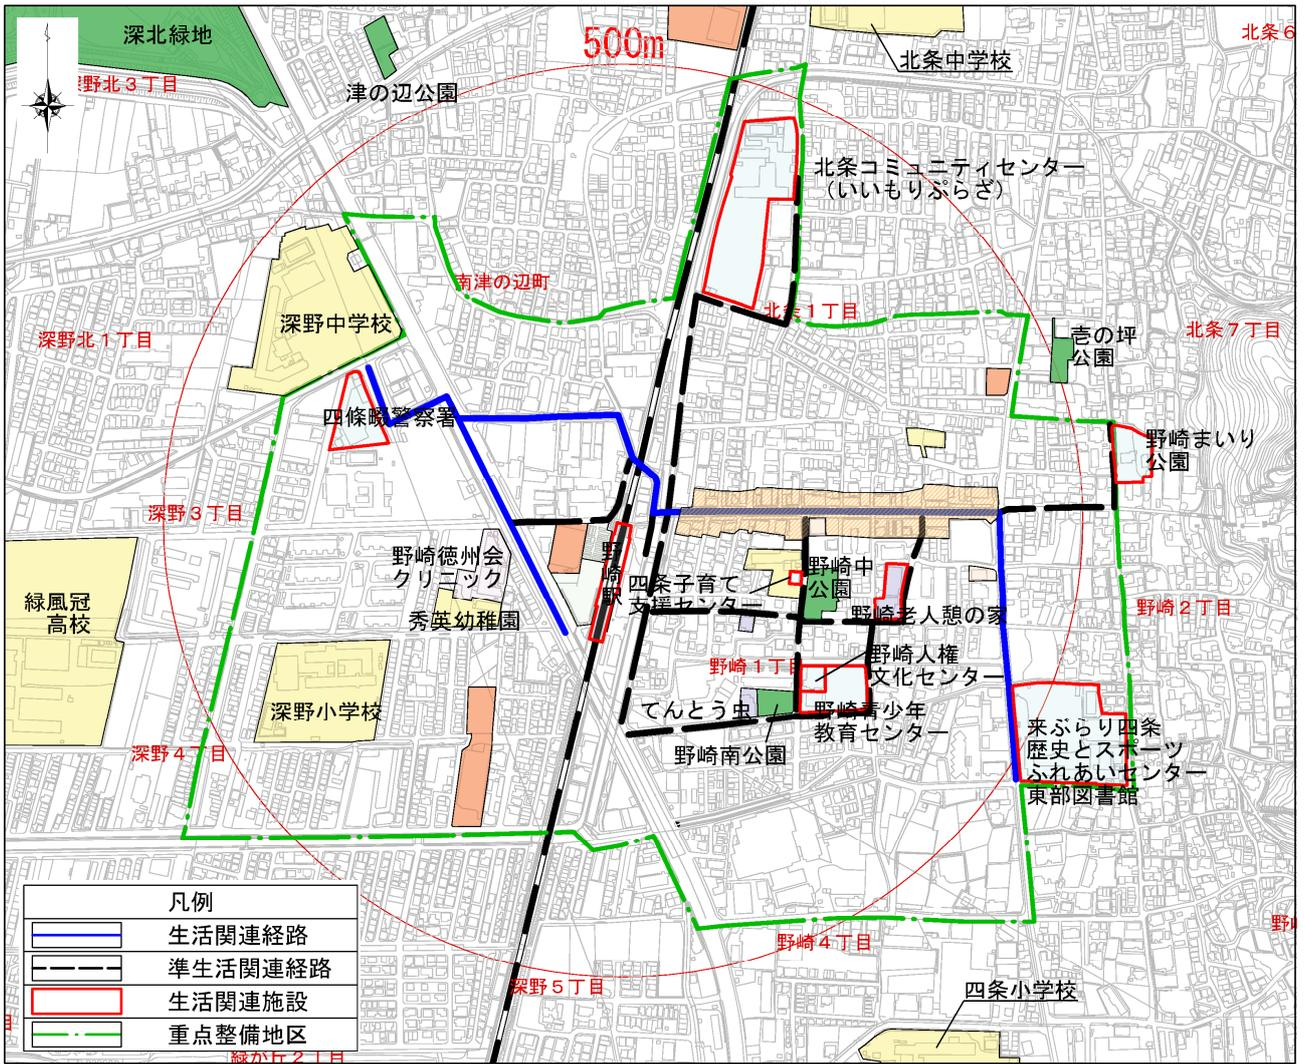 深北緑地
500m
北条６
北条中学校
深野北３丁目
津の辺公園
北条コミュニティセンター
（いいもりぷらざ）
南津の辺町
北条１丁目
深野中学校
深野北１丁目
壱の坪
公園
北条７丁目
四條畷警察署
野崎まいり
公園
深野３丁目
野崎徳州会
クリニック
野崎駅
四条子育て
支援センター
野崎中
公園
緑風冠
高校
秀英幼稚園
野崎老人憩の家
野崎２丁目
野崎１丁目
野崎人権
文化センター
深野小学校
てんとう虫
野崎青少年
教育センター
来ぶらり四条
歴史とスポーツ
ふれあいセンター
東部図書館
深野４丁目
野崎南公園
凡例
生活関連経路
準生活関連経路
生活関連施設
重点整備地区
野崎４丁目
深野５丁目
四条小学校
緑が丘２丁目